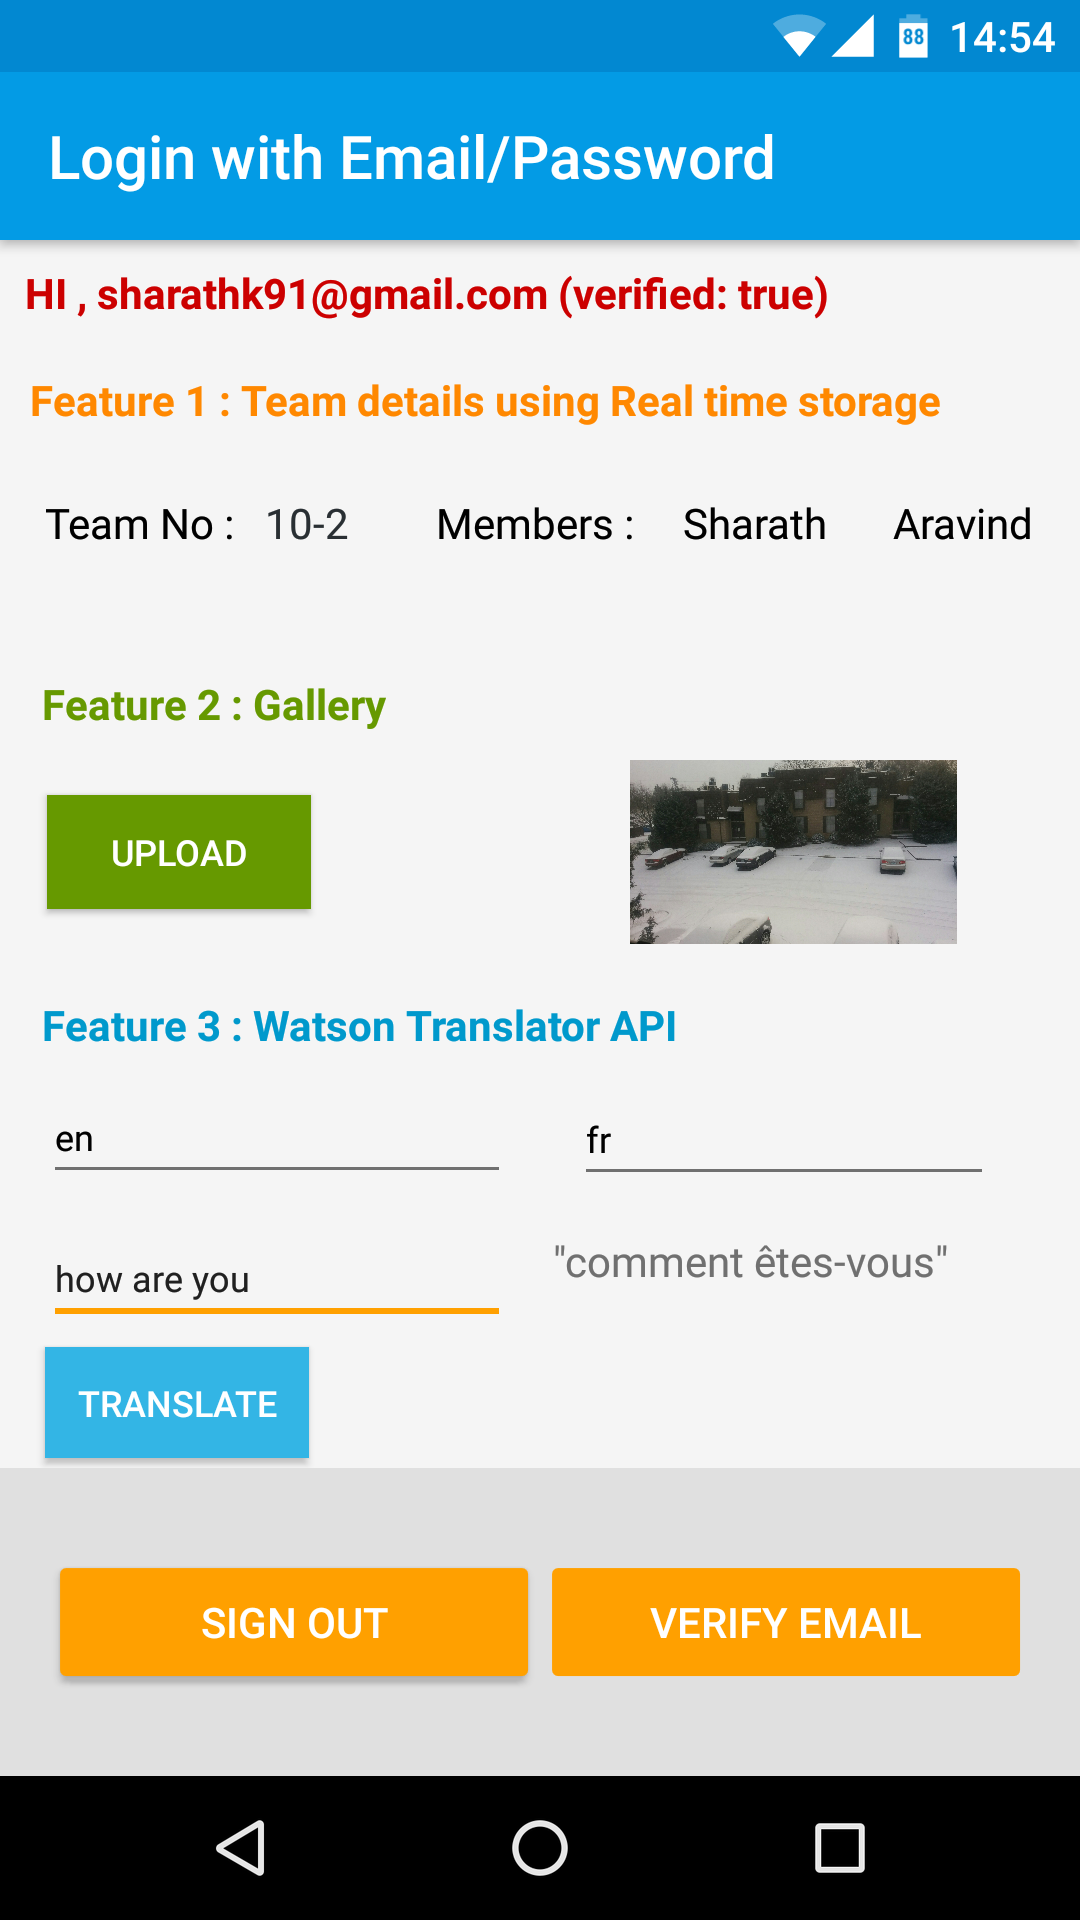 88 14:54
Login with Email/Password
HI , sharathk91@gmail.com (verified: true)
Feature 1 : Team details using Real time storage
Team No : 10-2 Members : Sharath Aravind
Feature 2 : Gallery
UPLOAD
Feature 3 : Watson Translator API
en fr
how are you "comment êtes-vous"
TRANSLATE
SIGN OUT VERIFY EMAIL